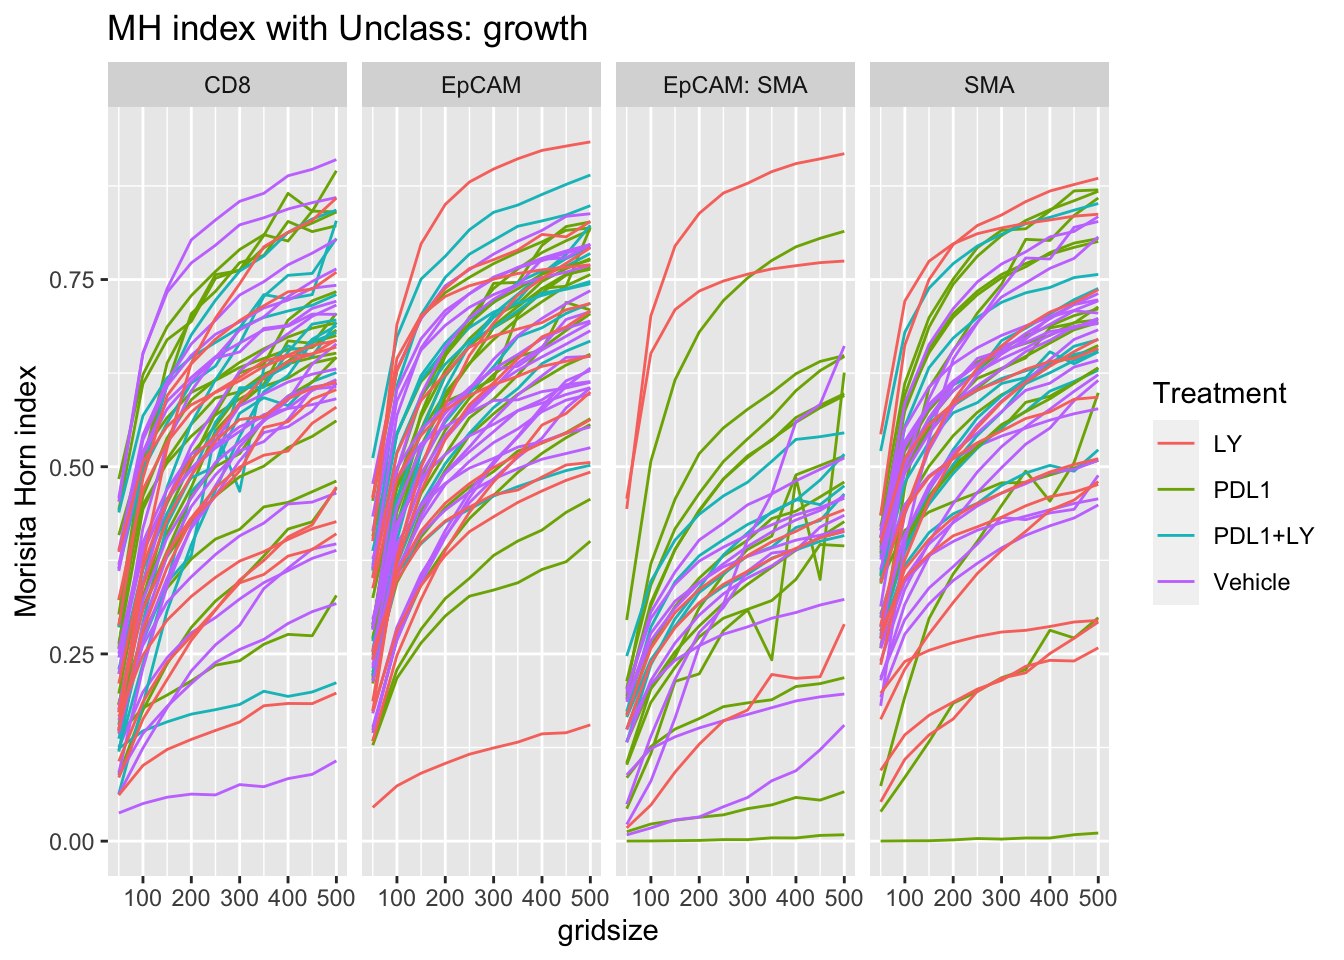 MH index with Unclass: growth
CD8 EpCAM EpCAM: SMA SMA
0.75
0.50
0.25
0.00
Morisita Horn index
100 200 300 400 500 100 200 300 400 500 100 200 300 400 500 100 200 300 400 500
gridsize
Treatment
LY
PDL1
PDL1+LY
Vehicle